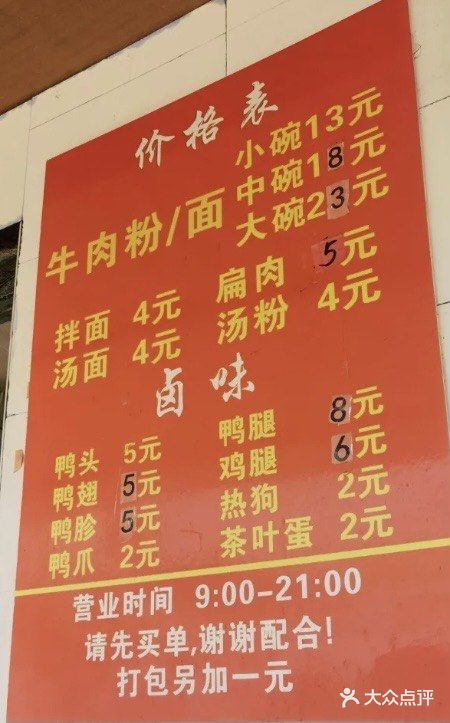 价格表
牛肉粉/面
小碗13元
中碗18元
大碗23元
拌面 4元 扁肉 5元
汤面 4元 汤粉 4元
卤味
鸭头 5元 鸭腿 8元
鸭翅 5元 鸡腿 6元
鸭胗 5元 热狗 2元
鸭爪 2元 茶叶蛋 2元
营业时间 9:00-21:00
请先买单,谢谢配合!
打包另加一元
大众点评